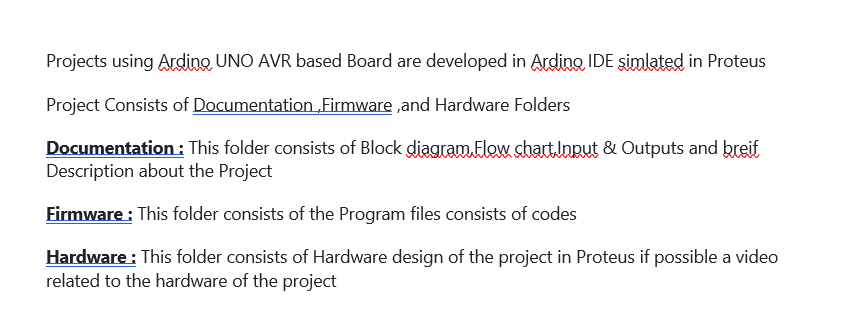 Projects using Ardino UNO AVR based Board are developed in Ardino IDE simlated in Proteus
Project Consists of Documentation ,Firmware ,and Hardware Folders
Documentation : This folder consists of Block diagram,Flow chart,Input & Outputs and breif
Description about the Project
Firmware : This folder consists of the Program files consists of codes
Hardware : This folder consists of Hardware design of the project in Proteus if possible a video
related to the hardware of the project